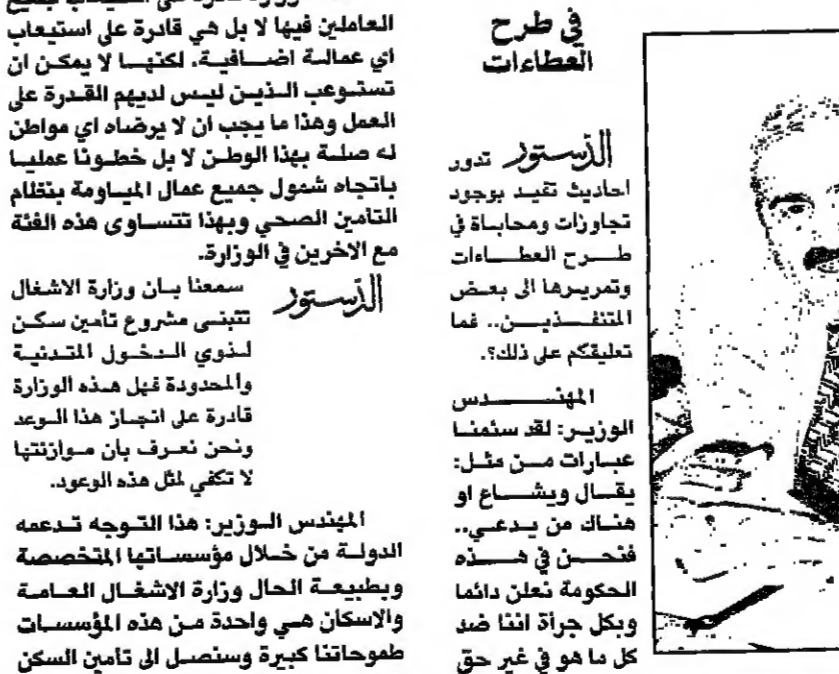 في طرح
العطاءات
الدستور تدور
احاديث تفيد بوجود
تجاوزات ومحاباة في
طرح العطاءات
وتمريرها الى بعض
المتنفذين.. فما
تعليقكم على ذلك؟.
المهندس
الوزير: لقد سئمنا
عبارات من مثل:
يقال ويشاع او
هناك من يدعي..
فنحن في هذه
الحكومة نعلن دائما
وبكل جرأة اننا ضد
كل ما هو في غير حق
العاملين فيها لا بل هي قادرة على استيعاب
اي عمالة اضافية، لكنها لا يمكن ان
تستوعب الذين ليس لديهم القدرة على
العمل وهذا ما يجب ان لا يرضاه اي مواطن
له صلة بهذا الوطن لا بل خطونا عمليا
باتجاه شمول جميع عمال المياومة بنظام
التامين الصحي وبهذا تتساوى هذه الفئة
مع الاخرين في الوزارة.
الدستور سمعنا بان وزارة الاشغال
تتبنى مشروع تأمين سكن
لذوي الدخول المتدنية
والمحدودة فهل هذه الوزارة
قادرة على انجاز هذا الوعد
ونحن نعرف بان موازنتها
لا تكفي لمثل هذه الوعود.
المهندس الوزير: هذا التوجه تدعمه
الدولة من خلال مؤسساتها المتخصصة
وبطبيعة الحال وزارة الاشغال العامة
والاسكان هي واحدة من هذه المؤسسات
طموحاتنا كبيرة وسنصل الى تأمين السكن